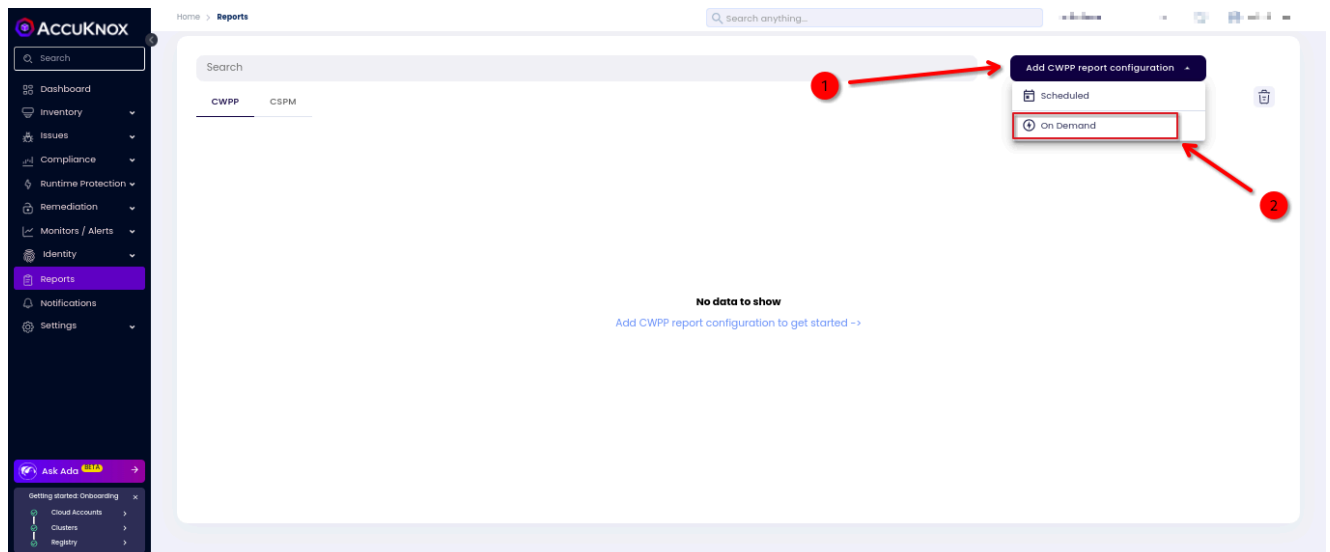 ACCUKNOX
Search
Dashboard
Inventory
Issues
Compliance
Runtime Protection
Remediation
Monitors / Alerts
Identity
Reports
Notifications
Settings
Ask Ada BETA
Getting started: Onboarding
Cloud Accounts
Clusters
Registry
Home > Reports
Search anything...
Search
Add CWPP report configuration
CWPP CSPM
Scheduled
On Demand
1
2
No data to show
Add CWPP report configuration to get started ->